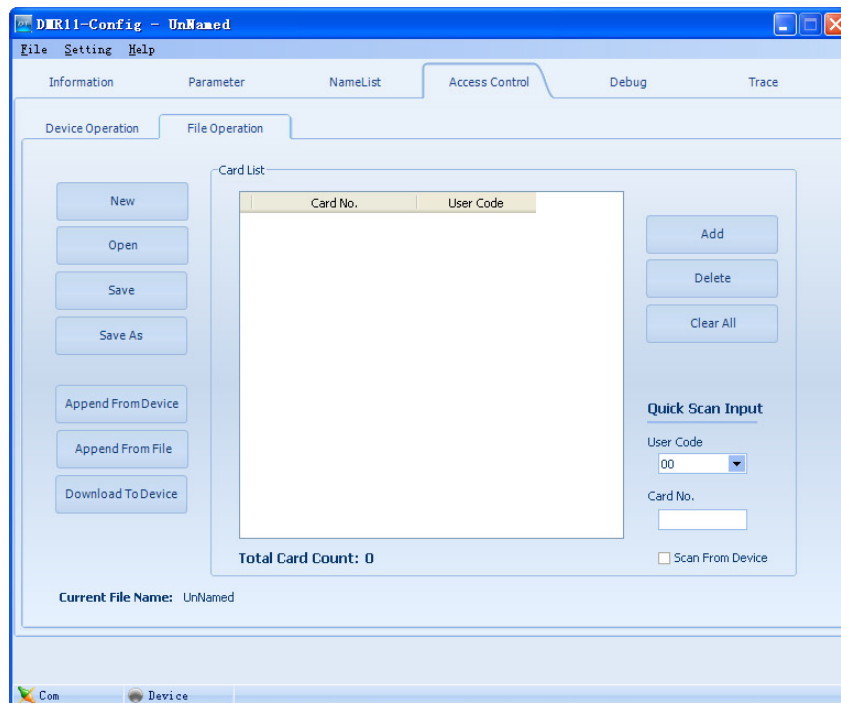 DMR11-Config - UnNamed
File Setting Help
Information Parameter NameList Access Control Debug Trace
Device Operation File Operation
Card List
New
Open
Save
Save As
Append From Device
Append From File
Download To Device
Card No. User Code
Total Card Count: 0
Add
Delete
Clear All
Quick Scan Input
User Code
00
Card No.
Scan From Device
Current File Name: UnNamed
Com Device